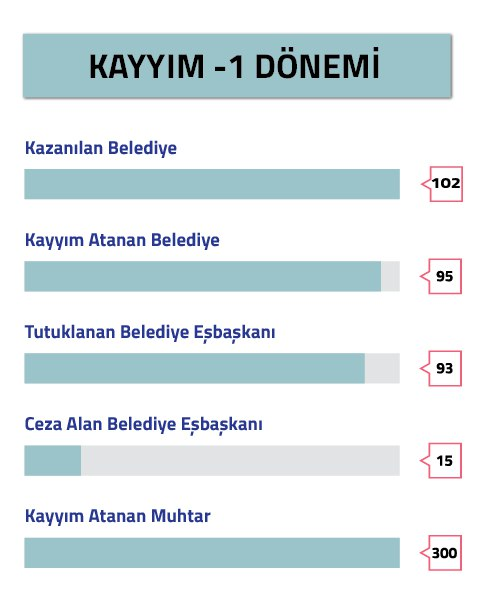 KAYYIM -1 DÖNEMİ
Kazanılan Belediye
102
Kayyım Atanan Belediye
95
Tutuklanan Belediye Eşbaşkanı
93
Ceza Alan Belediye Eşbaşkanı
15
Kayyım Atanan Muhtar
300